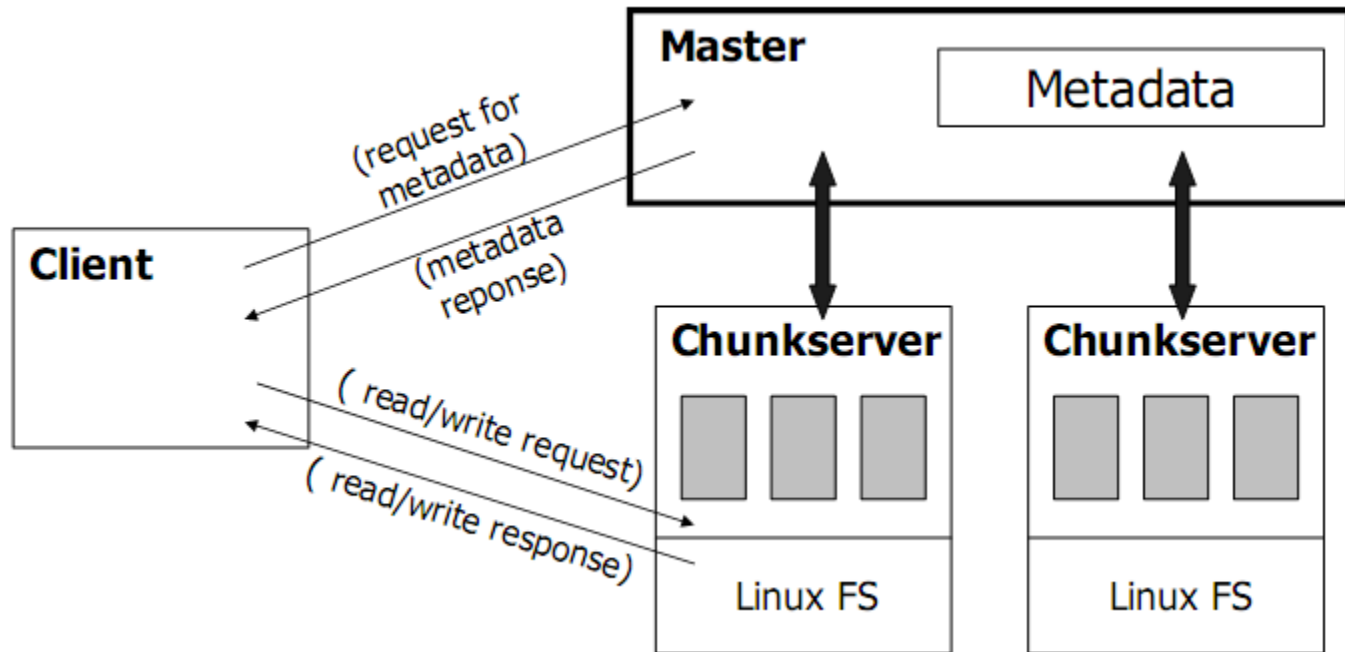 Master
Metadata
(request for
metadata)
(metadata
reponse)
Client
Chunkserver
Chunkserver
( read/write request)
( read/write response)
Linux FS
Linux FS